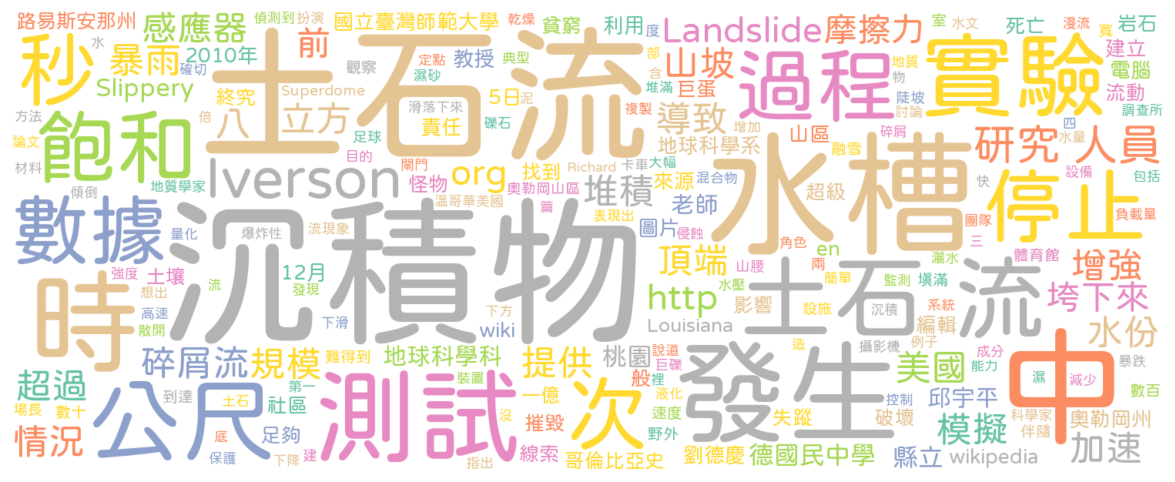 路易斯安那州
感應器
偵測到
扮演
國立臺灣師範大學
貧窮
利用
度
Landslide
摩擦力
室
水文
死亡
漫流
寬
岩石
秒
暴雨
水
確切
2010年
前
土石流
觀察
定點
教授
典型
部
山坡
過程
地質
物
實驗
建立
電腦
流動
Slippery
終究
Superdome
濕砂
5日
泥
含
巨蛋
陡坡
討論
調查所
方法
倍
八
立方
滑落下來
複製
堆滿
導致
飽和
論文
材料
足球
責任
礫石
增加
山區
碎屑
四
水量
研究
人員
目的
閘門
地球科學系
融雪
設備
包括
地質學家
Iverson
怪物
org
找到
Richard
卡車
大幅
水槽
快
傾倒
溫哥華美國
奧勒岡山區
堆積
來源
混合物
超級
停止
負載量
數據
量化
爆炸性
流現象
沉積物
篇
表現出
老師
侵蝕
圖片
角色
兩
團隊
三
體育館
強度
土壤
12月
頂端
en
山腰
灑水
增強
時
想出
流
發現
http
水壓
簡單
監測
填滿
垮下來
高速
散開
下滑
下方
wiki
Louisiana
影響
設施
土石流
沉積
系統
編輯
水份
碎屑流
規模
難得到
地球科學科
提供
桃園
說道
巨礫
造
攝影機
例子
超過
公尺
到達
第一
社區
測試
裝置
一億
次
般
裡
液化
發生
美國
成分
能力
中
濕
減少
暴跌
數百
場長
數十
土石
沒
摧毀
速度
失蹤
控制
邱宇平
科學家
奧勒岡州
情況
底
足夠
線索
野外
破壞
模擬
伴隨
保護
下降
建
指出
哥倫比亞史
劉德慶
德國民中學
縣立
wikipedia
加速